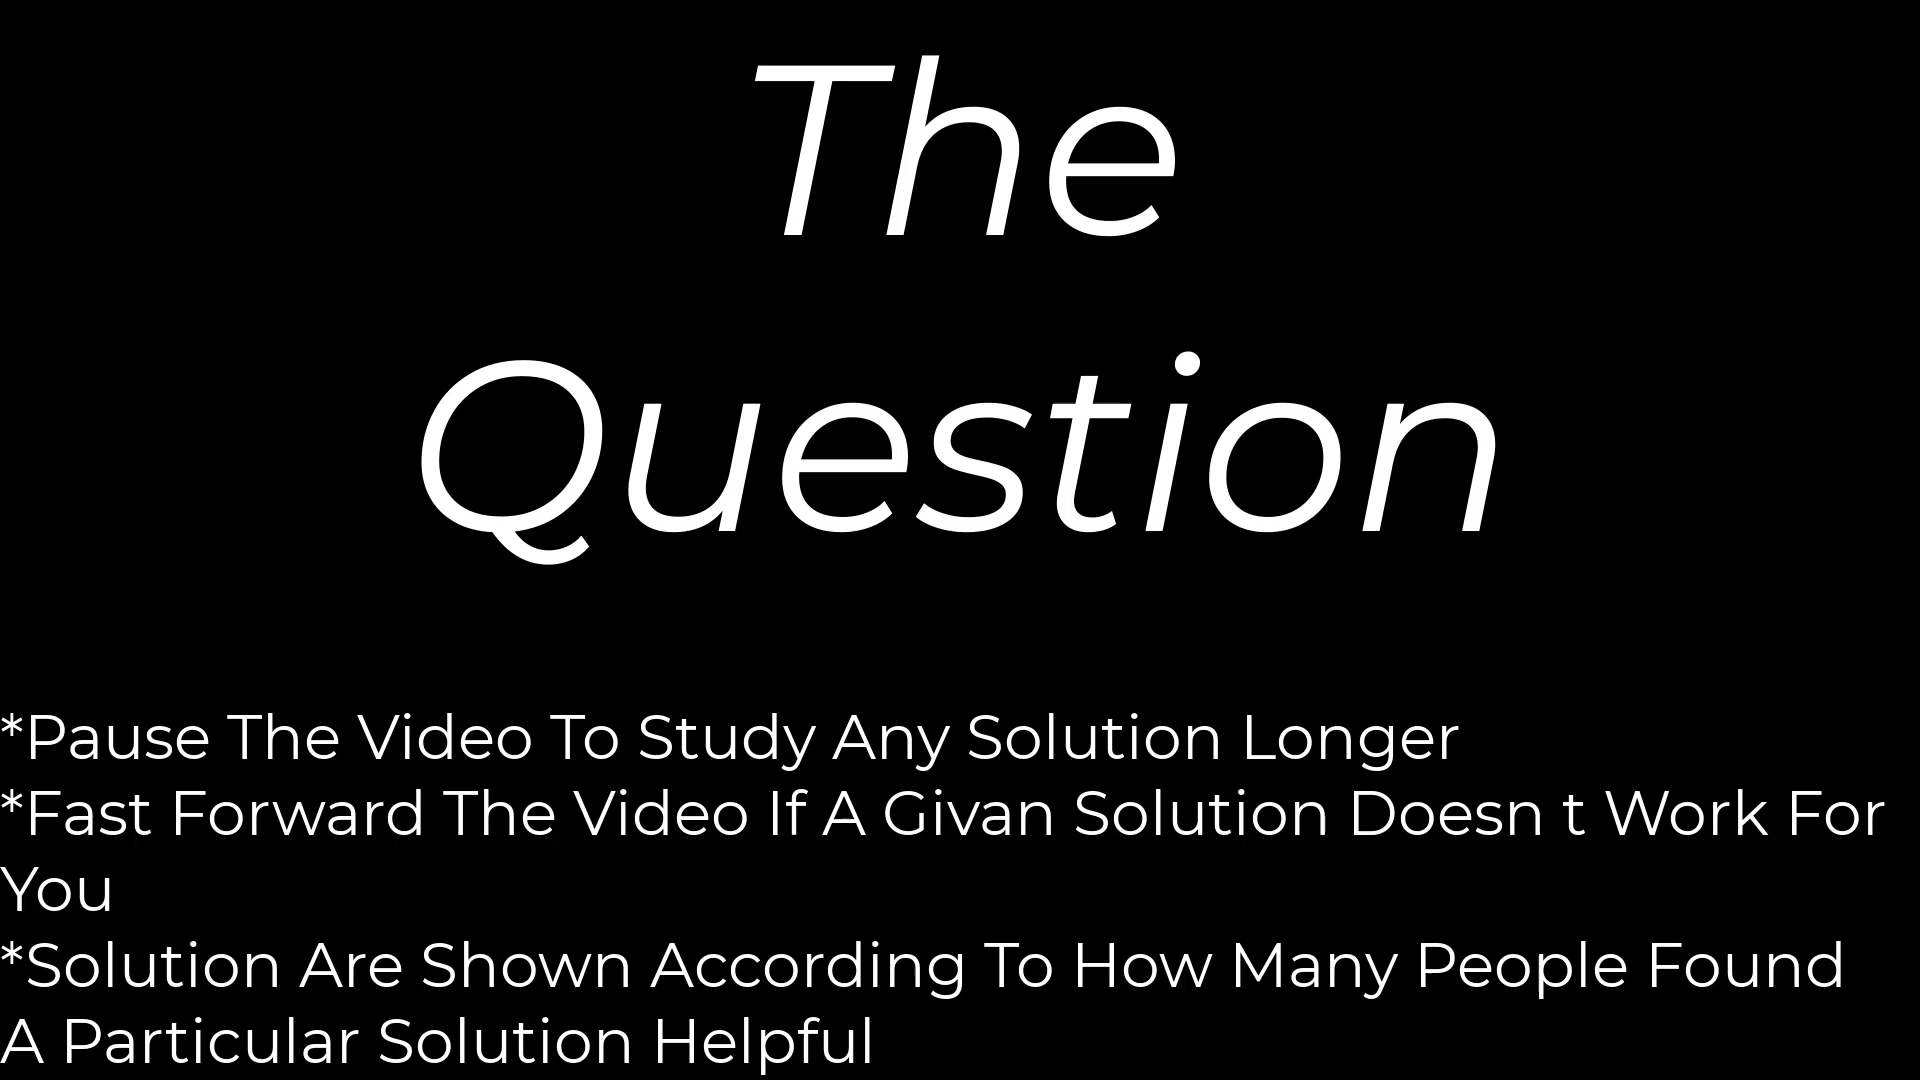 The
Question
*Pause The Video To Study Any Solution Longer
*Fast Forward The Video If A Givan Solution Doesn t Work For
You
*Solution Are Shown According To How Many People Found
A Particular Solution Helpful